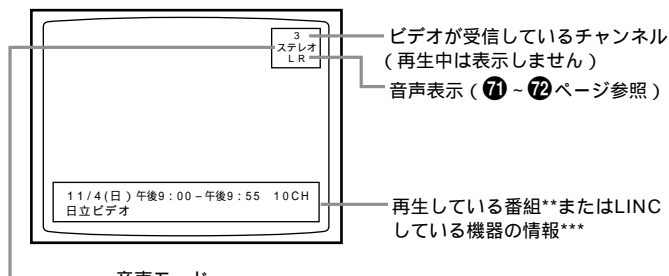 3
ステレオ
L R
ビデオが受信しているチャンネル
（再生中は表示しません）
音声表示（71～72ページ参照）
11/4(日)午後9：00－午後9：55 10CH
日立ビデオ
再生している番組**またはLINC
している機器の情報***
音声モード